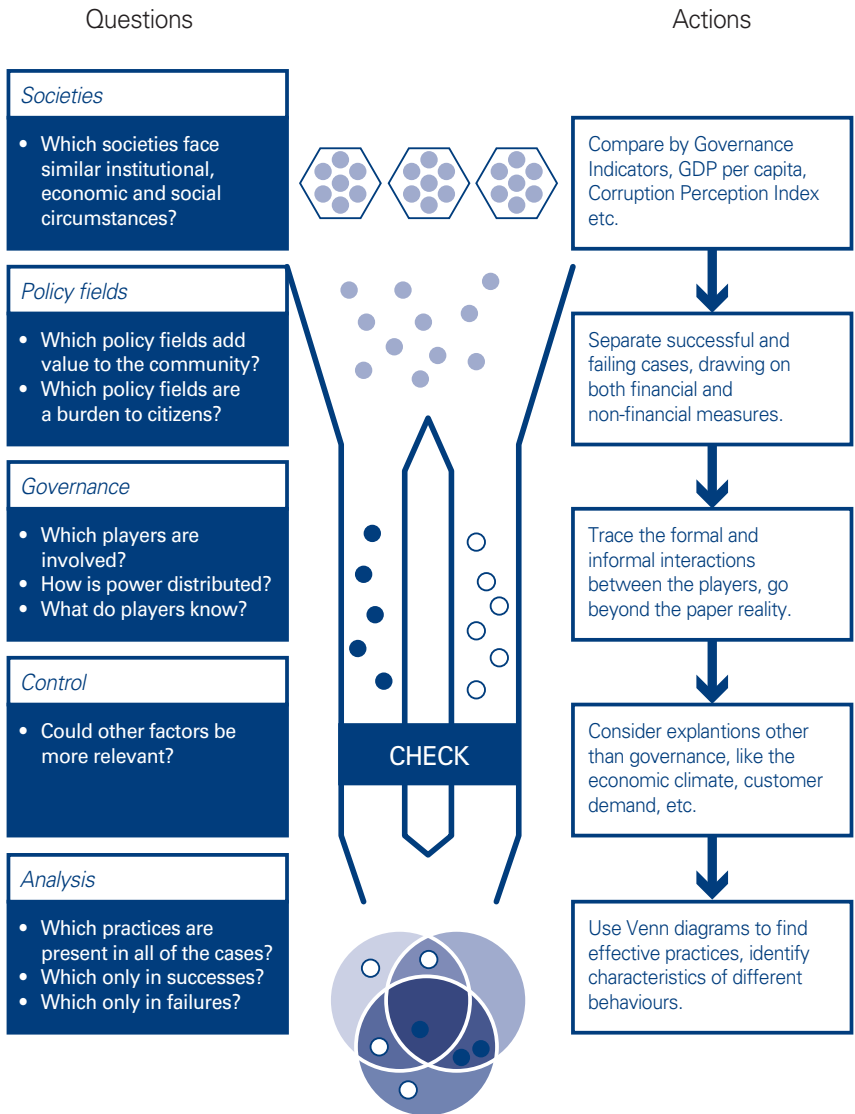 Questions
Actions
Societies
• Which societies face
similar institutional,
economic and social
circumstances?
Compare by Governance
Indicators, GDP per capita,
Corruption Perception Index
etc.
Policy fields
• Which policy fields add
value to the community?
• Which policy fields are
a burden to citizens?
Separate successful and
failing cases, drawing on
both financial and
non-financial measures.
Governance
• Which players are
involved?
• How is power distributed?
• What do players know?
Trace the formal and
informal interactions
between the players, go
beyond the paper reality.
Control
• Could other factors be
more relevant?
CHECK
Consider explantions other
than governance, like the
economic climate, customer
demand, etc.
Analysis
• Which practices are
present in all of the cases?
• Which only in successes?
• Which only in failures?
Use Venn diagrams to find
effective practices, identify
characteristics of different
behaviours.